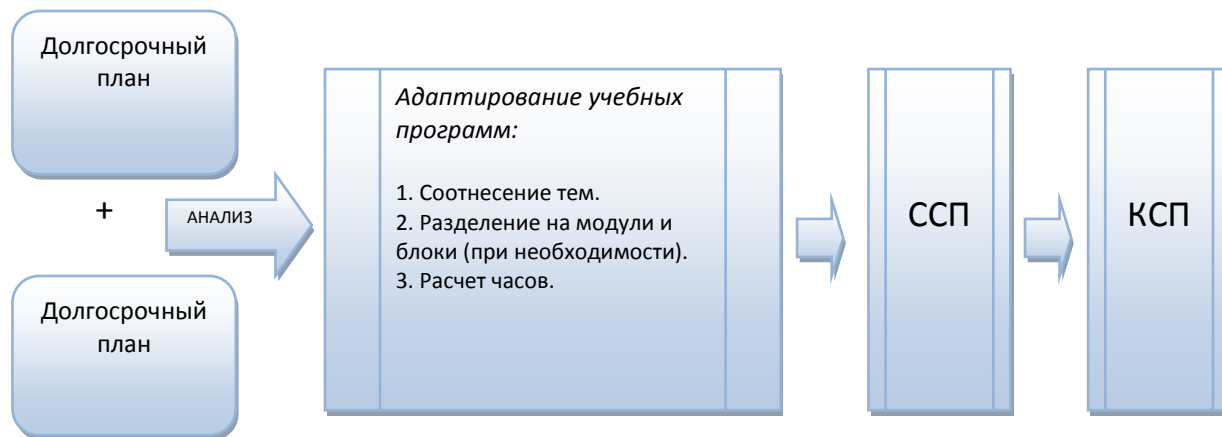 Долгосрочный
план
+
Долгосрочный
план
АНАЛИЗ
Адаптирование учебных
программ:
1. Соотнесение тем.
2. Разделение на модули и
блоки (при необходимости).
3. Расчет часов.
ССП
КСП